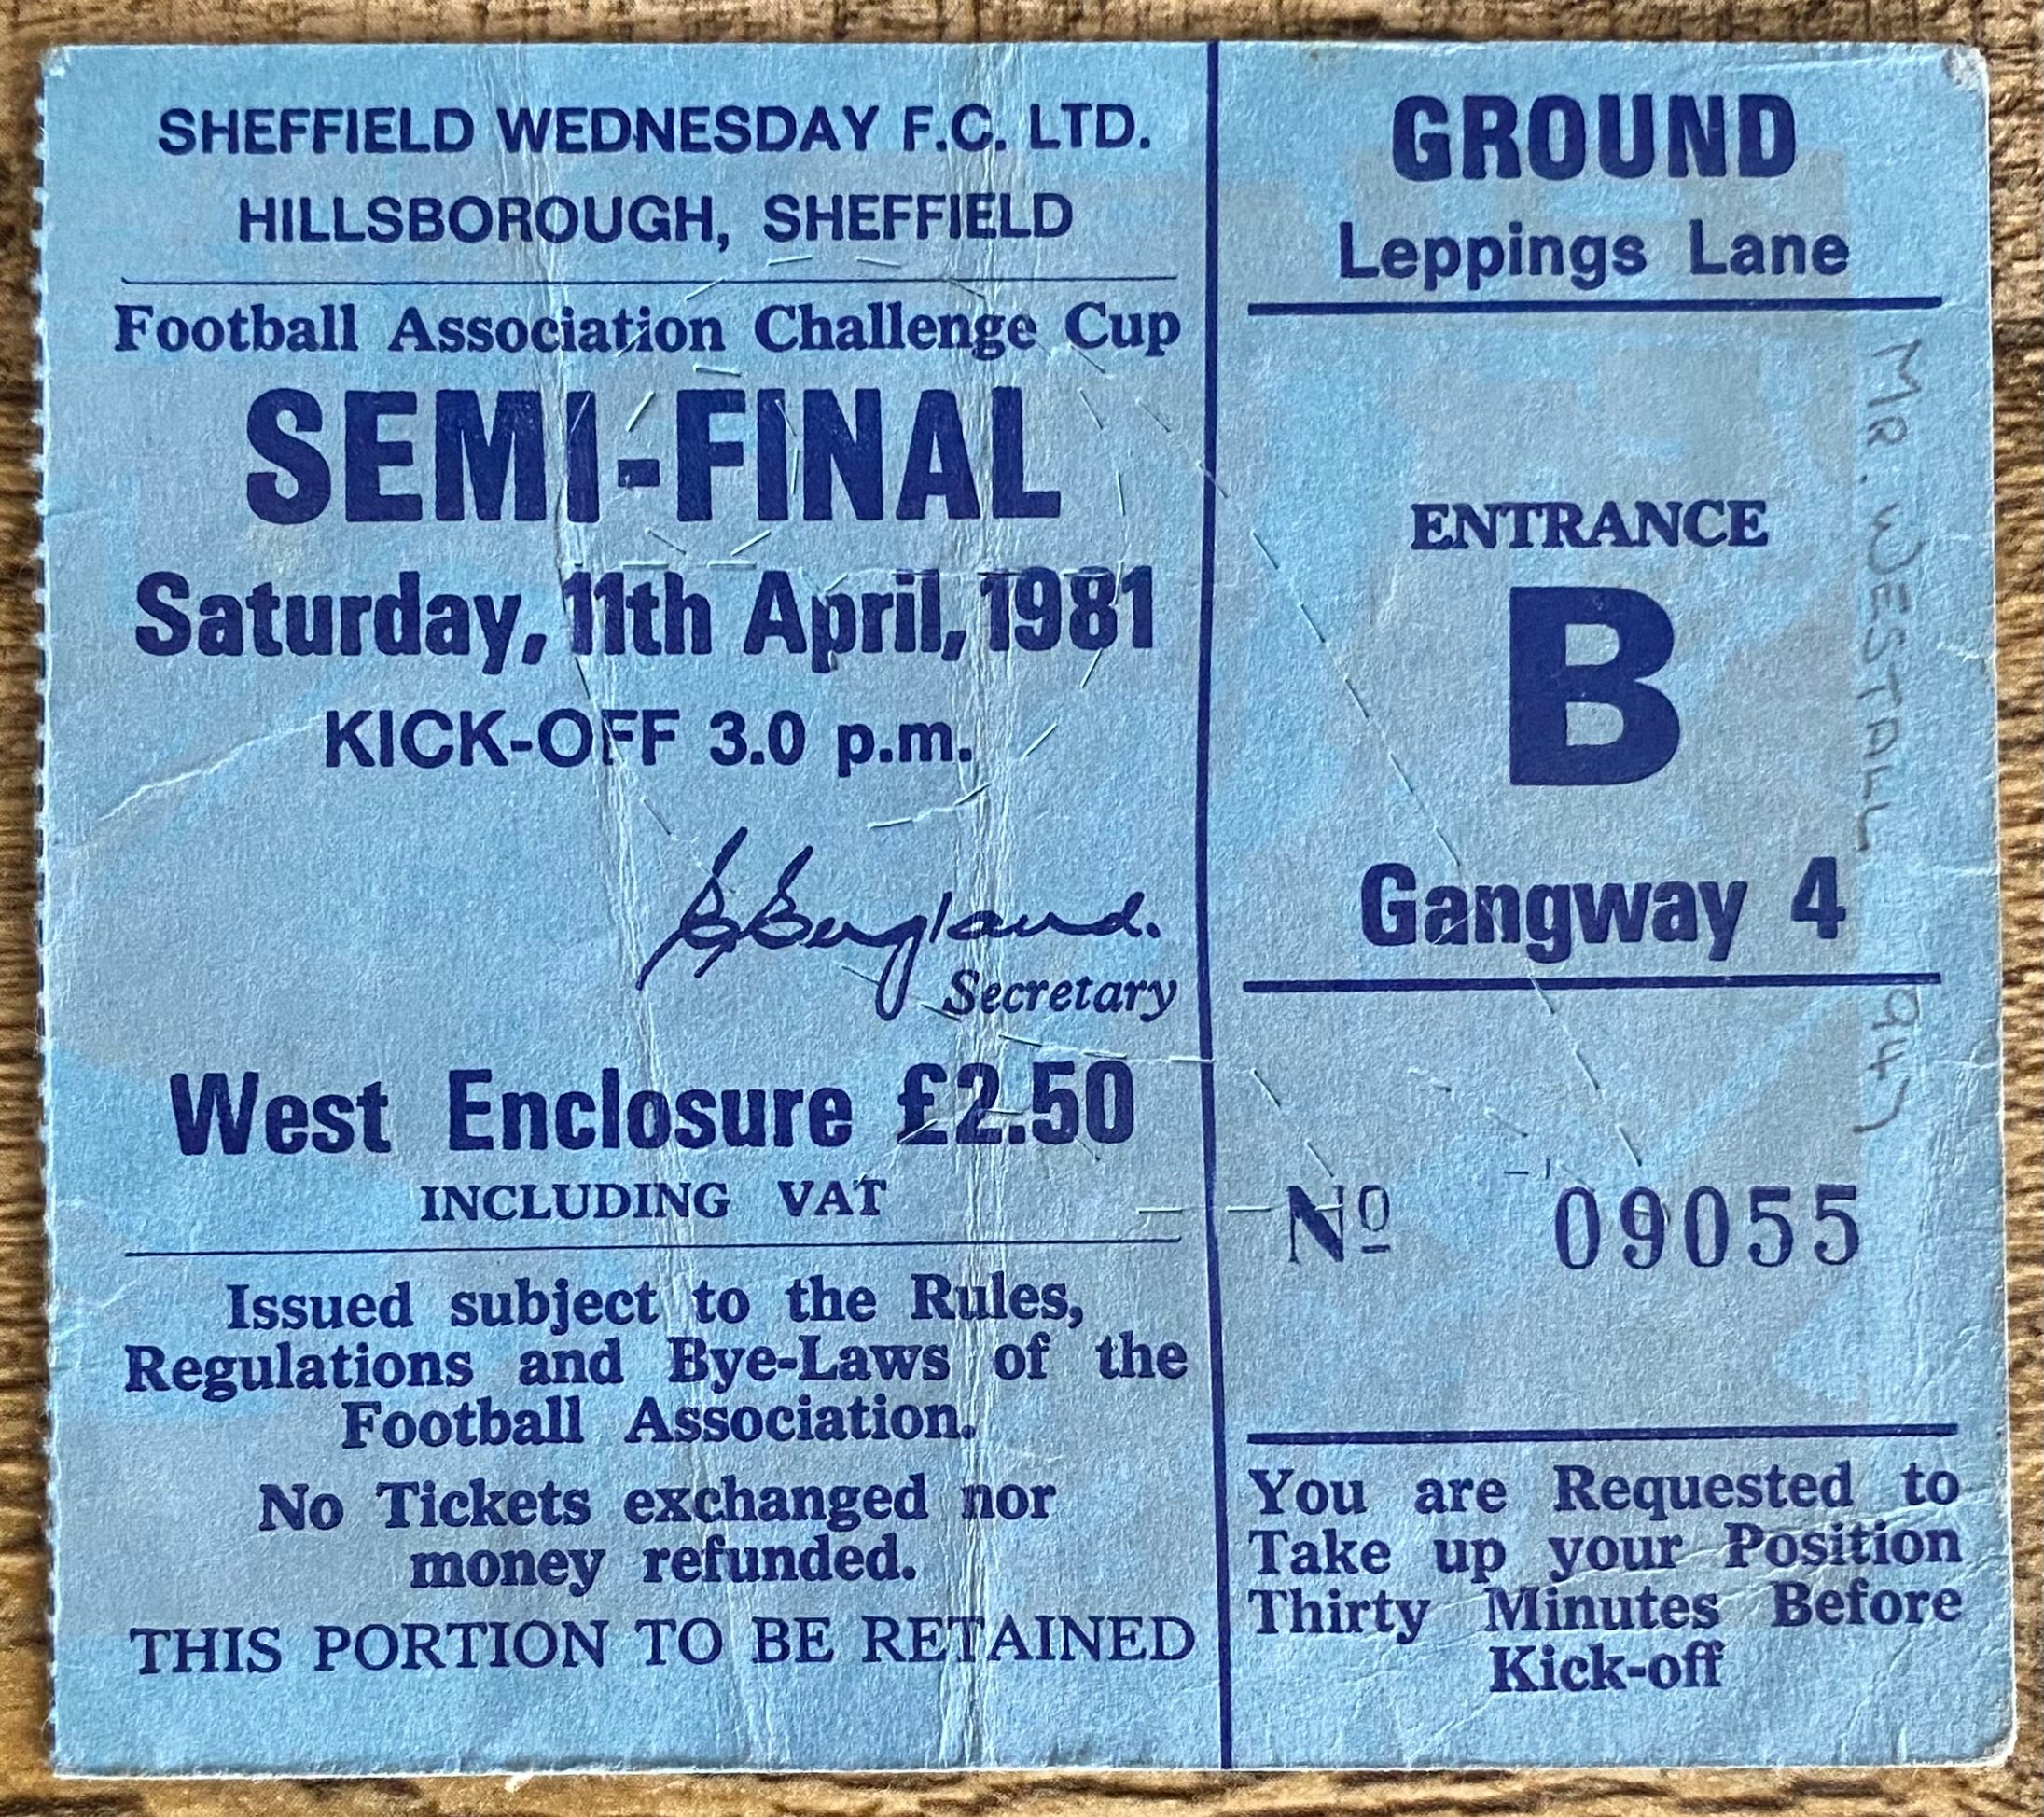 SHEFFIELD WEDNESDAY F.C. LTD.
HILLSBOROUGH, SHEFFIELD
Football Association Challenge Cup
SEMI-FINAL
Saturday, 11th April, 1981
KICK-OFF 3.0 p.m.
Secretary
West Enclosure £2.50
INCLUDING VAT
Issued subject to the Rules,
Regulations and Bye-Laws of the
Football Association.
No Tickets exchanged nor
money refunded.
THIS PORTION TO BE RETAINED
GROUND
Leppings Lane
ENTRANCE
B
Gangway 4
Nº 09055
You are Requested to
Take up your Position
Thirty Minutes Before
Kick-off
MR. WESTALL